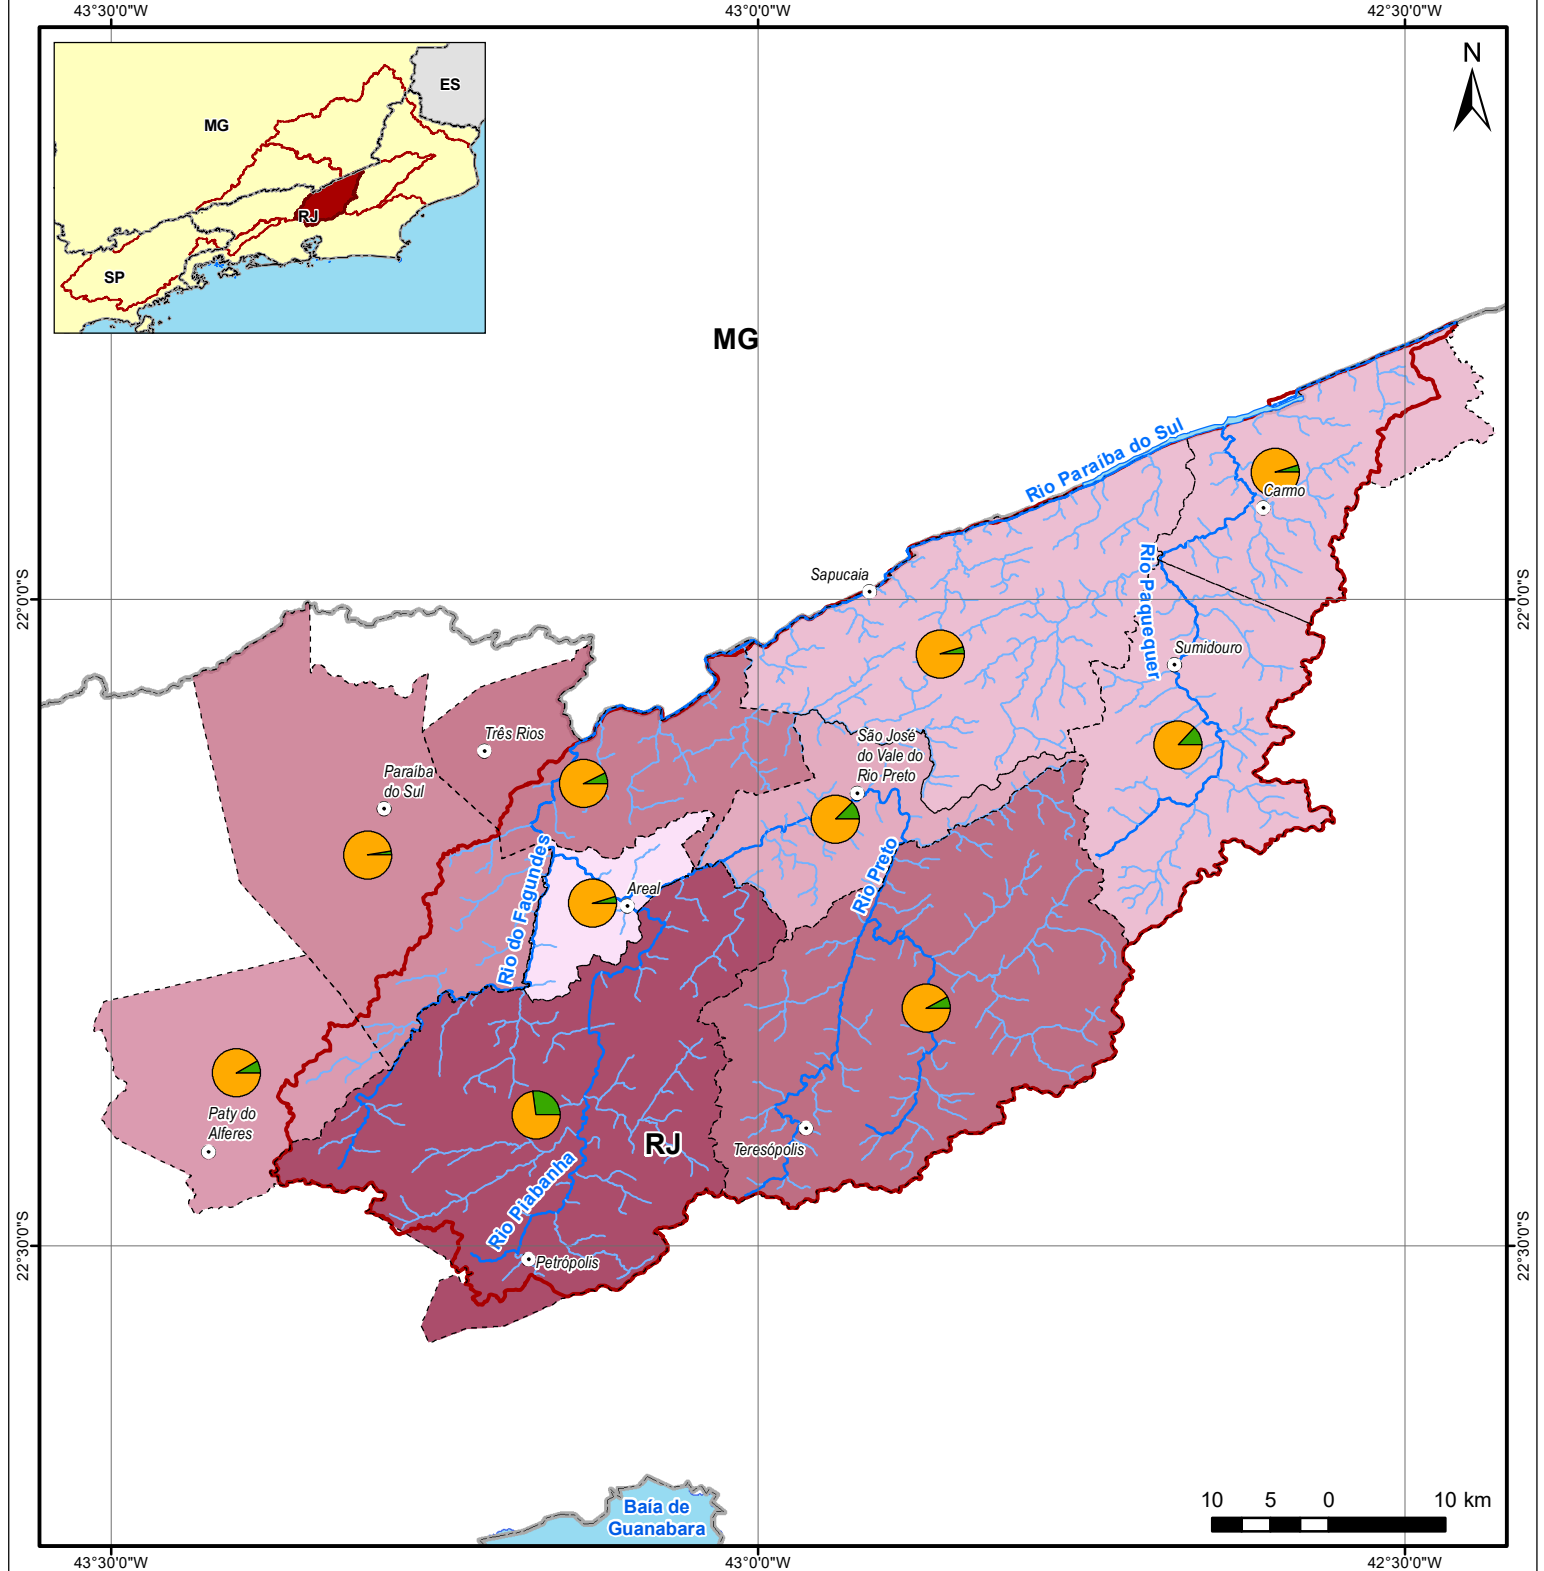 43°30'0"W
43°0'0"W
42°30'0"W
N
ES
MG
RJ
SP
MG
Rio Paraíba do Sul
Carmo
Sapucaia
Rio Paquequer
22°0'0"S
22°0'0"S
Sumidouro
Três Rios
São José
do Vale do
Rio Preto
Paraíba
do Sul
Rio do Fagundes
Areal
Rio Preto
Paty do
Alferes
RJ
Teresópolis
Rio Piabanha
Petrópolis
22°30'0"S
22°30'0"S
Baía de
Guanabara
10 5 0 10 km
43°30'0"W
43°0'0"W
42°30'0"W